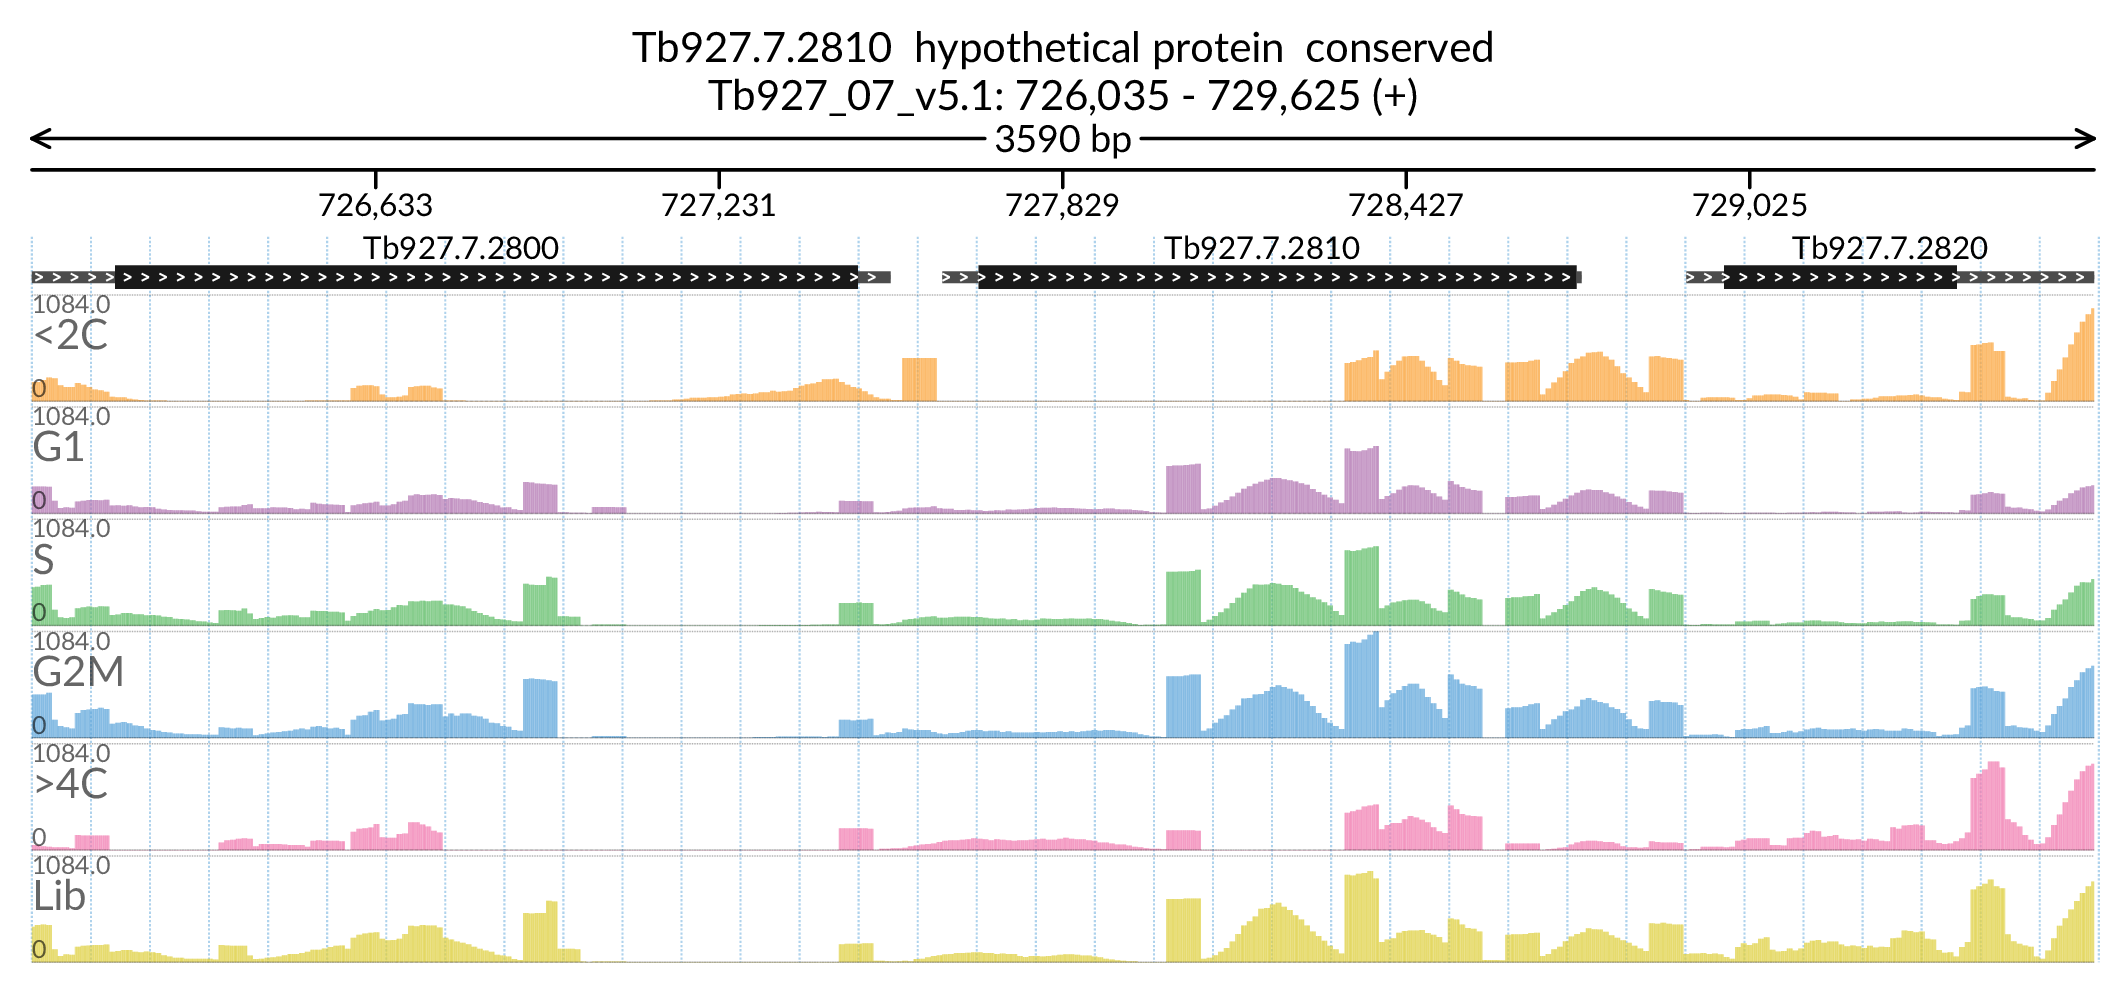 Tb927.7.2810  hypothetical protein  conserved
Tb927_07_v5.1: 726,035 - 729,625 (+)
3590 bp
726,633 727,231 727,829 728,427 729,025
Tb927.7.2800 Tb927.7.2810 Tb927.7.2820
1084.0
<2C
0
1084.0
G1
0
1084.0
S
0
1084.0
G2M
0
1084.0
>4C
0
1084.0
Lib
0